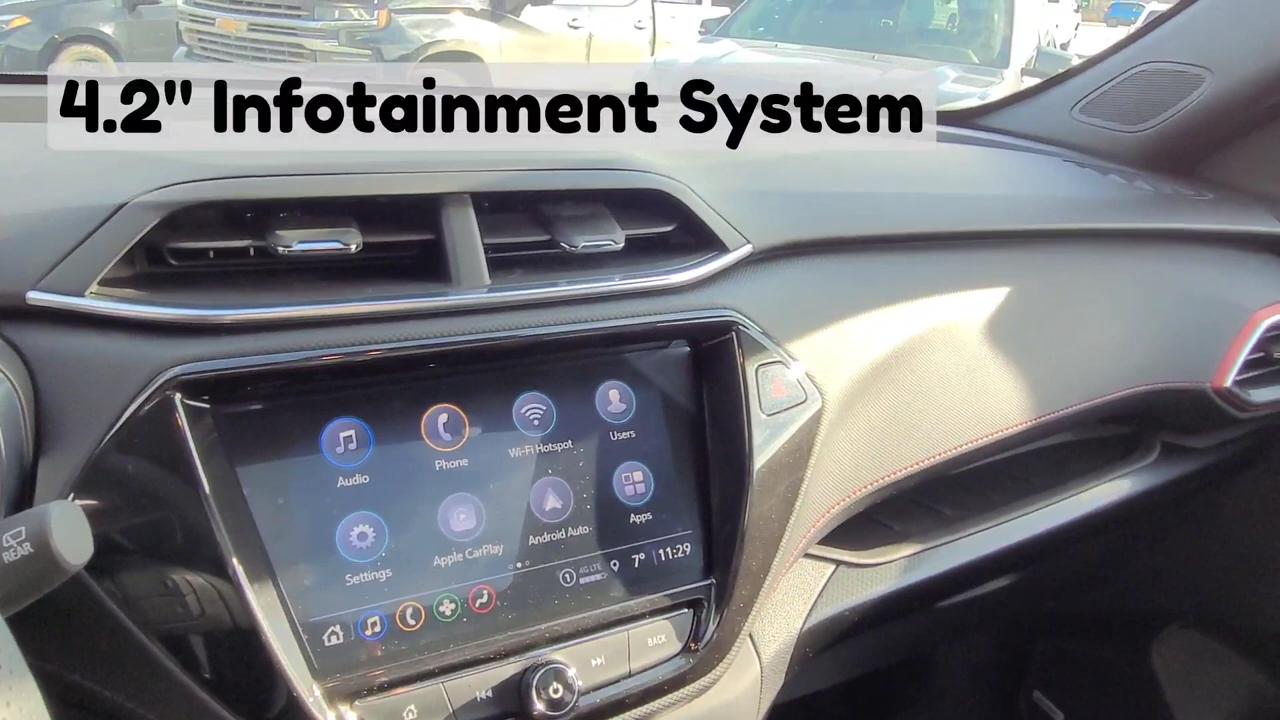 4.2" Infotainment System
Audio
Phone
Wi-Fi Hotspot
Users
Settings
Apple CarPlay
Android Auto
Apps
1 4G LTE 7° 11:29
BACK
REAR